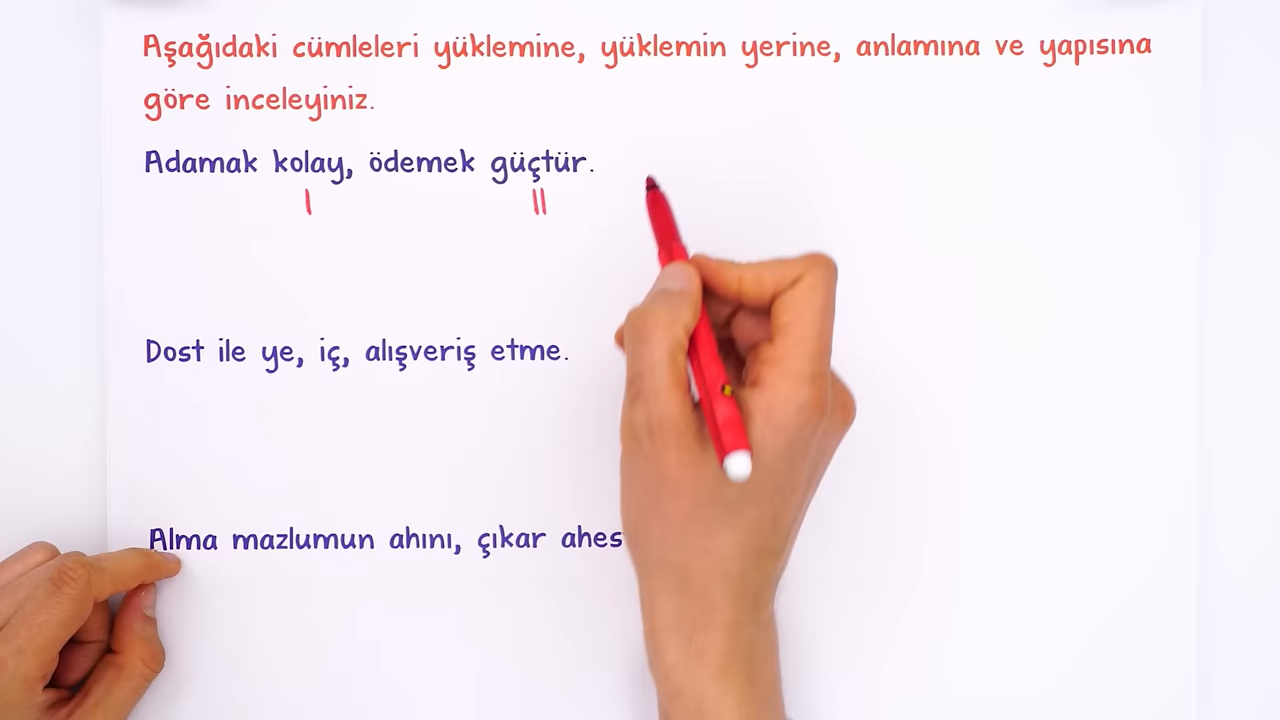 Aşağıdaki cümleleri yüklemine, yüklemin yerine, anlamına ve yapısına
göre inceleyiniz.
Adamak kolay, ödemek güçtür.
I II
Dost ile ye, iç, alışveriş etme.
Alma mazlumun ahını, çıkar